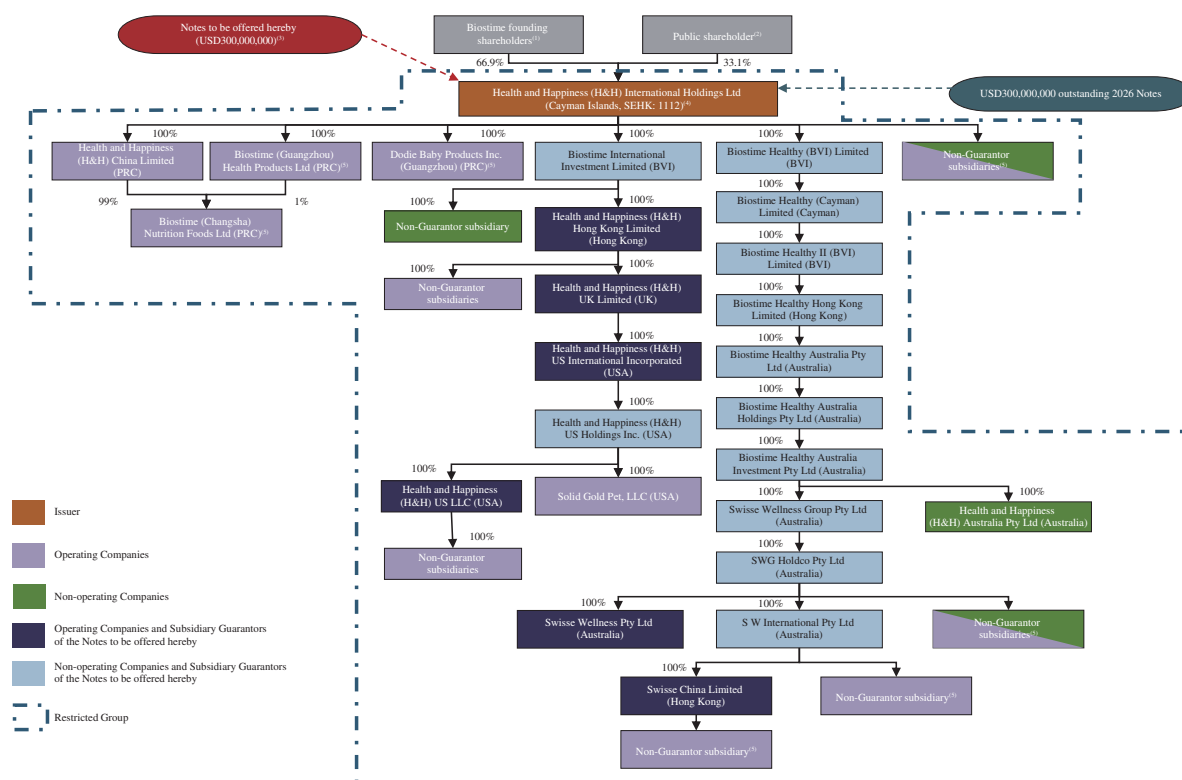 Notes to be offered hereby
(USD300,000,000)(3)
Biostime founding
shareholders(1)
Public shareholder(2)
66.9%
33.1%
Health and Happiness (H&H) International Holdings Ltd
(Cayman Islands, SEHK: 1112)(4)
USD300,000,000 outstanding 2026 Notes
100%
100%
100%
100%
100%
100%
Health and Happiness
(H&H) China Limited
(PRC)
Biostime (Guangzhou)
Health Products Ltd (PRC)(5)
Dodie Baby Products Inc.
(Guangzhou) (PRC)(5)
Biostime International
Investment Limited (BVI)
Biostime Healthy (BVI) Limited
(BVI)
Non-Guarantor
99%
1%
100%
100%
100%
Biostime (Changsha)
Nutrition Foods Ltd (PRC)(5)
Non-Guarantor subsidiary
Health and Happiness (H&H)
Hong Kong Limited
(Hong Kong)
Biostime Healthy (Cayman)
Limited (Cayman)
100%
100%
100%
Non-Guarantor
subsidiaries
Health and Happiness (H&H)
UK Limited (UK)
Biostime Healthy II (BVI)
Limited (BVI)
100%
Biostime Healthy Hong Kong
Limited (Hong Kong)
100%
100%
Health and Happiness (H&H)
US International Incorporated
(USA)
Biostime Healthy Australia Pty
Ltd (Australia)
100%
100%
Health and Happiness (H&H)
US Holdings Inc. (USA)
Biostime Healthy Australia
Holdings Pty Ltd (Australia)
100%
100%
100%
Biostime Healthy Australia
Investment Pty Ltd (Australia)
Health and Happiness
(H&H) US LLC (USA)
Solid Gold Pet, LLC (USA)
100%
100%
Swisse Wellness Group Pty Ltd
(Australia)
Health and Happiness
(H&H) Australia Pty Ltd (Australia)
100%
100%
Non-Guarantor
subsidiaries
SWG Holdco Pty Ltd
(Australia)
100%
100%
100%
Swisse Wellness Pty Ltd
(Australia)
S W International Pty Ltd
(Australia)
Non-Guarantor
100%
Swisse China Limited
(Hong Kong)
Non-Guarantor subsidiary(5)
Non-Guarantor subsidiary(5)
Issuer
Operating Companies
Non-operating Companies
Operating Companies and Subsidiary Guarantors
of the Notes to be offered hereby
Non-operating Companies and Subsidiary Guarantors
of the Notes to be offered hereby
Restricted Group